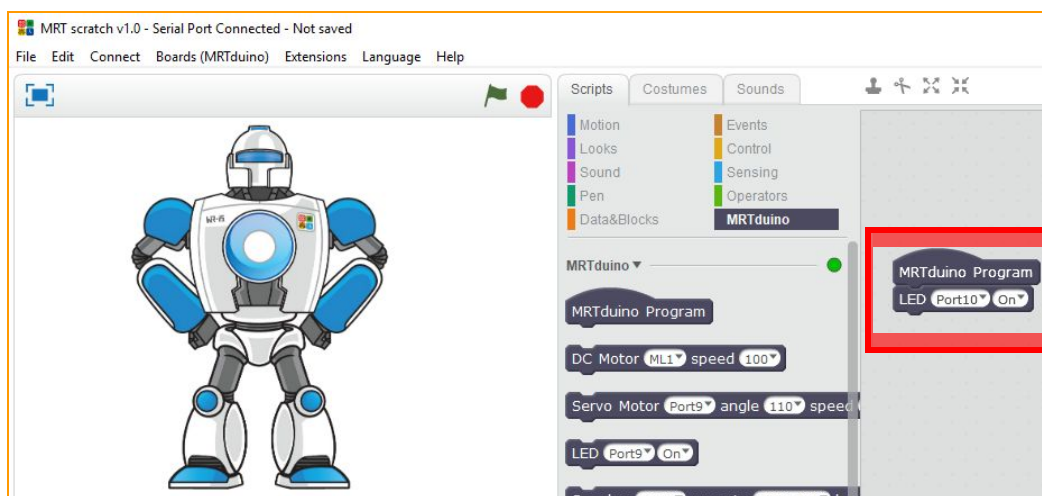 MRT scratch v1.0 - Serial Port Connected - Not saved
File Edit Connect Boards (MRTduino) Extensions Language Help
Scripts Costumes Sounds
Motion Events
Looks Control
Sound Sensing
Pen Operators
Data&Blocks MRTduino
MRTduino
MRTduino Program
DC Motor ML1 speed 100
Servo Motor Port9 angle 110 speed
LED Port9 On
MRTduino Program
LED Port10 On